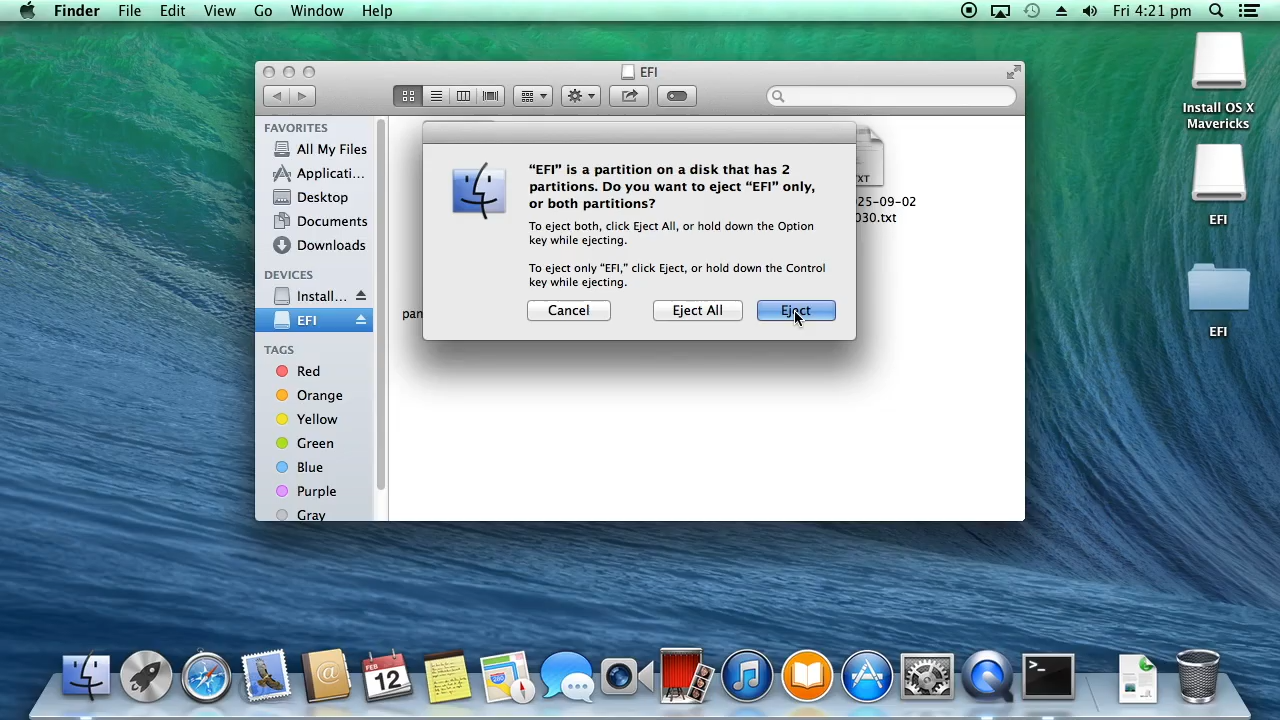 Finder File Edit View Go Window Help
Fri 4:21 pm
EFI
FAVORITES
All My Files
Applicati...
Desktop
Documents
Downloads
DEVICES
Install...
EFI
TAGS
Red
Orange
Yellow
Green
Blue
Purple
Gray
“EFI” is a partition on a disk that has 2
partitions. Do you want to eject “EFI” only,
or both partitions?
To eject both, click Eject All, or hold down the Option
key while ejecting.
To eject only “EFI,” click Eject, or hold down the Control
key while ejecting.
Cancel Eject All Eject
TXT
25-09-02
030.txt
pan
Install OS X
Mavericks
EFI
EFI
FEB
12
280
>_